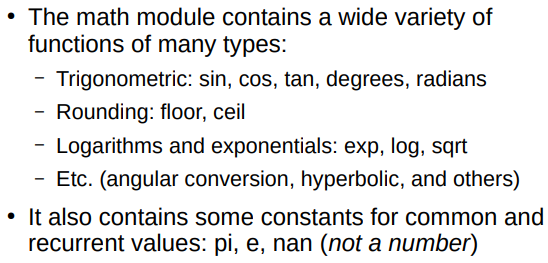 • The math module contains a wide variety of
functions of many types:
– Trigonometric: sin, cos, tan, degrees, radians
– Rounding: floor, ceil
– Logarithms and exponentials: exp, log, sqrt
– Etc. (angular conversion, hyperbolic, and others)
• It also contains some constants for common and
recurrent values: pi, e, nan (not a number)